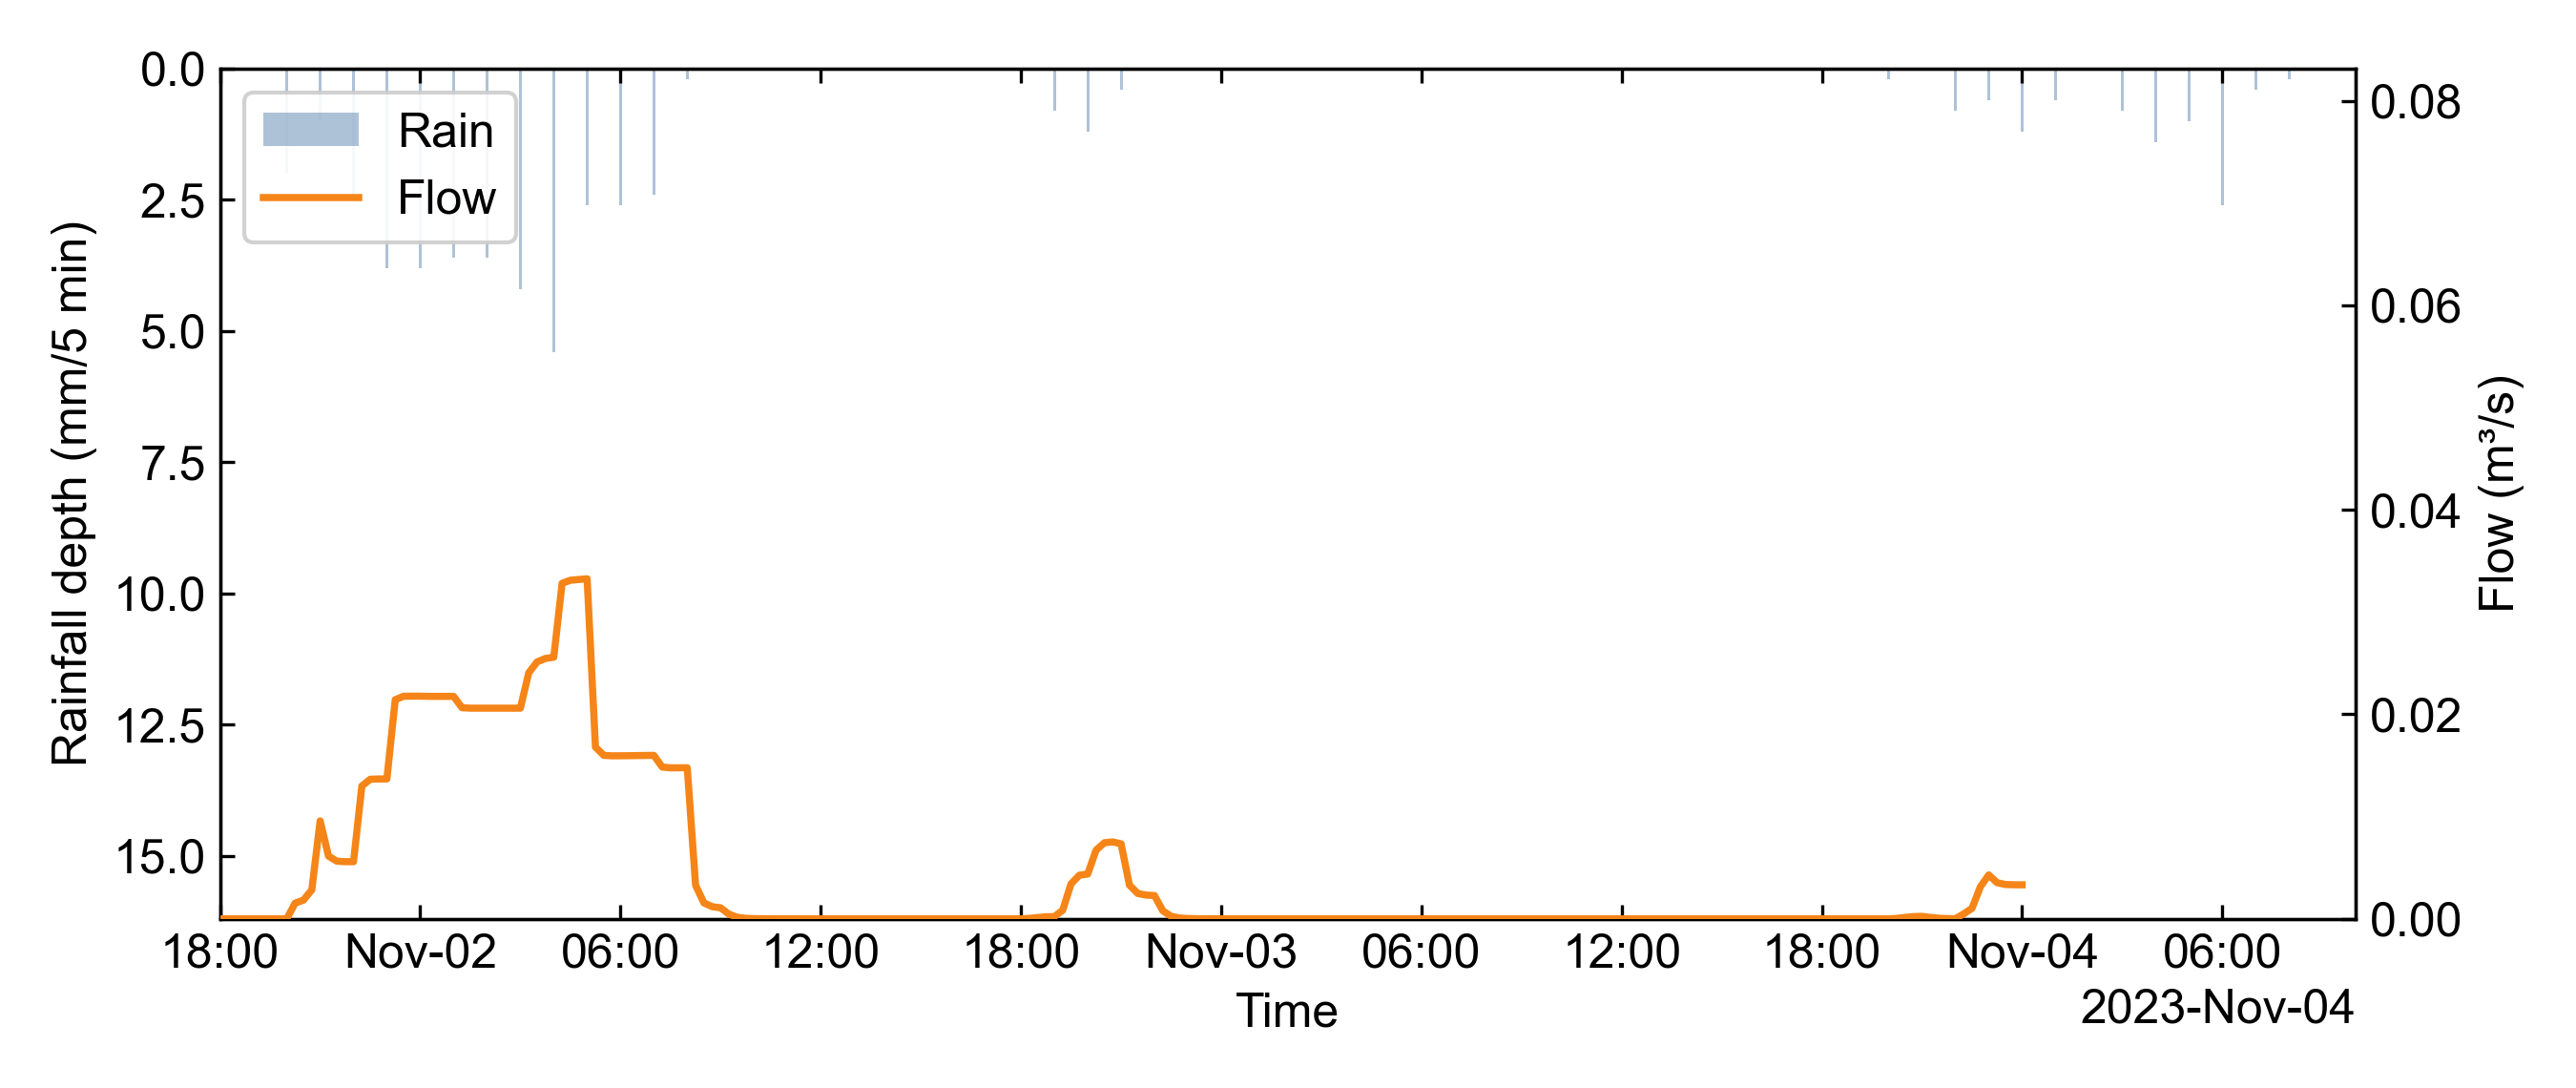 0.0
2.5
5.0
7.5
10.0
12.5
15.0
Rainfall depth (mm/5 min)
Rain
Flow
0.08
0.06
0.04
0.02
0.00
Flow (m³/s)
18:00 Nov-02 06:00 12:00 18:00 Nov-03 06:00 12:00 18:00 Nov-04 06:00
Time
2023-Nov-04